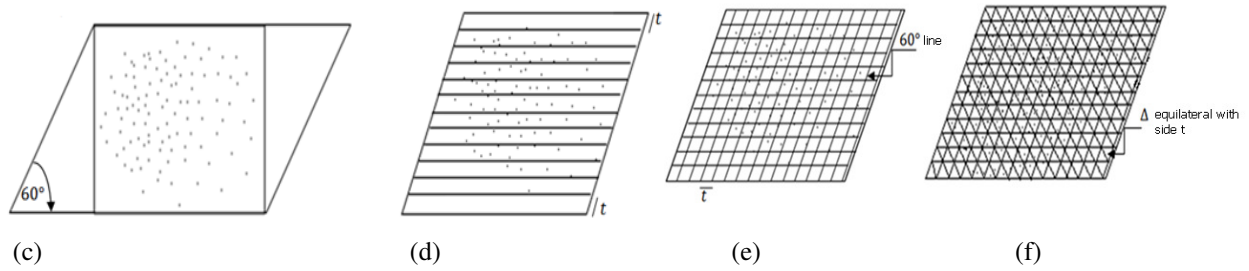 60°
t
t
60° line
t
Δ equilateral with
side t
(c) (d) (e) (f)